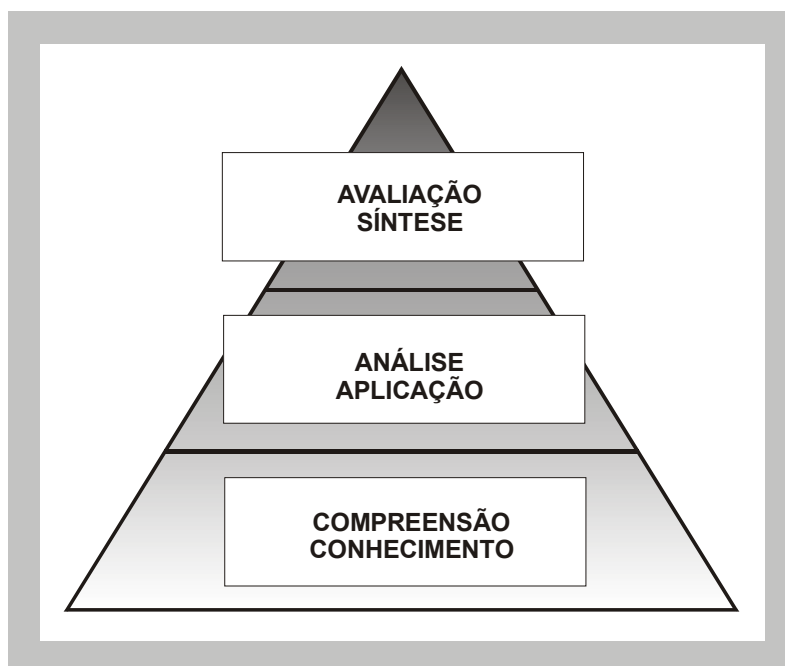 AVALIAÇÃO
SÍNTESE
ANÁLISE
APLICAÇÃO
COMPREENSÃO
CONHECIMENTO